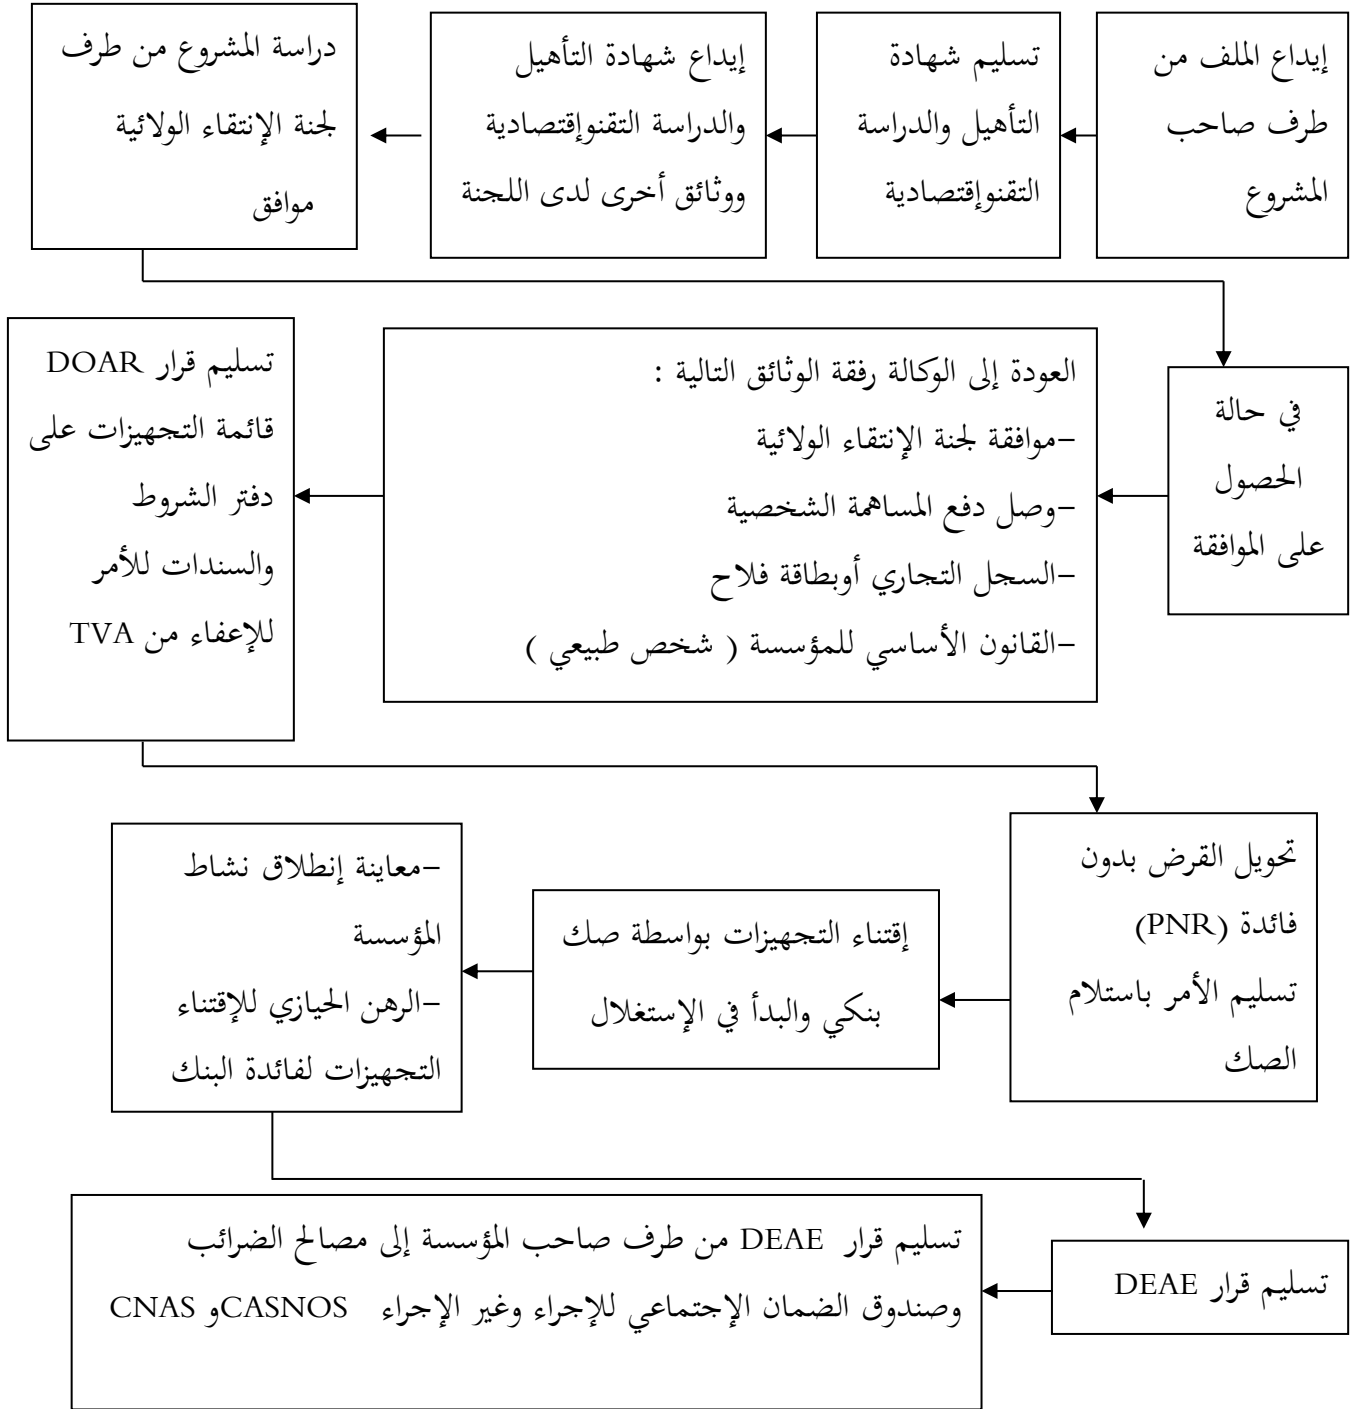 إيداع الملف من
طرف صاحب
المشروع
تسليم شهادة
التأهيل والدراسة
التقنوإقتصادية
إيداع شهادة التأهيل
والدراسة التقنوإقتصادية
ووثائق أخرى لدى اللجنة
دراسة المشروع من طرف
لجنة الإنتقاء الولائية
موافق
في حالة
الحصول
على الموافقة
العودة إلى الوكالة رفقة الوثائق التالية :
-موافقة لجنة الإنتقاء الولائية
-وصل دفع المساهمة الشخصية
-السجل التجاري أوبطاقة فلاح
-القانون الأساسي للمؤسسة ( شخص طبيعي )
تسليم قرار DOAR
قائمة التجهيزات على
دفتر الشروط
والسندات للأمر
للإعفاء من TVA
تحويل القرض بدون
فائدة (PNR)
تسليم الأمر باستلام
الصك
إقتناء التجهيزات بواسطة صك
بنكي والبدأ في الإستغلال
-معاينة إنطلاق نشاط
المؤسسة
-الرهن الحيازي للإقتناء
التجهيزات لفائدة البنك
تسليم قرار DEAE
تسليم قرار DEAE من طرف صاحب المؤسسة إلى مصالح الضرائب
وصندوق الضمان الإجتماعي للإجراء وغير الإجراء CASNOSو CNAS